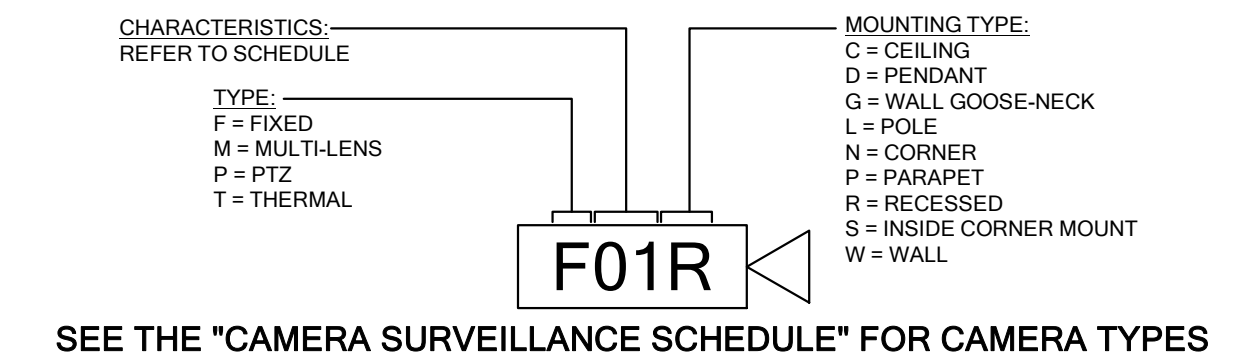 CHARACTERISTICS:
REFER TO SCHEDULE
TYPE:
F = FIXED
M = MULTI-LENS
P = PTZ
T = THERMAL
MOUNTING TYPE:
C = CEILING
D = PENDANT
G = WALL GOOSE-NECK
L = POLE
N = CORNER
P = PARAPET
R = RECESSED
S = INSIDE CORNER MOUNT
W = WALL
F01R
SEE THE "CAMERA SURVEILLANCE SCHEDULE" FOR CAMERA TYPES